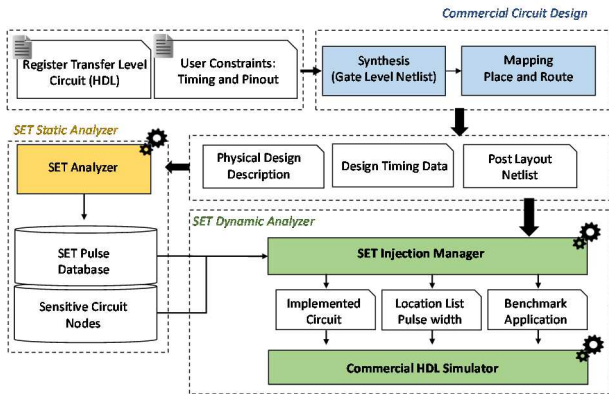 Commercial Circuit Design
Register Transfer Level
Circuit (HDL)
User Constraints:
Timing and Pinout
Synthesis
(Gate Level Netlist)
Mapping
Place and Route
SET Static Analyzer
SET Analyzer
Physical Design
Description
Design Timing Data
Post Layout
Netlist
SET Dynamic Analyzer
SET Pulse
Database
Sensitive Circuit
Nodes
SET Injection Manager
Implemented
Circuit
Location List
Pulse width
Benchmark
Application
Commercial HDL Simulator